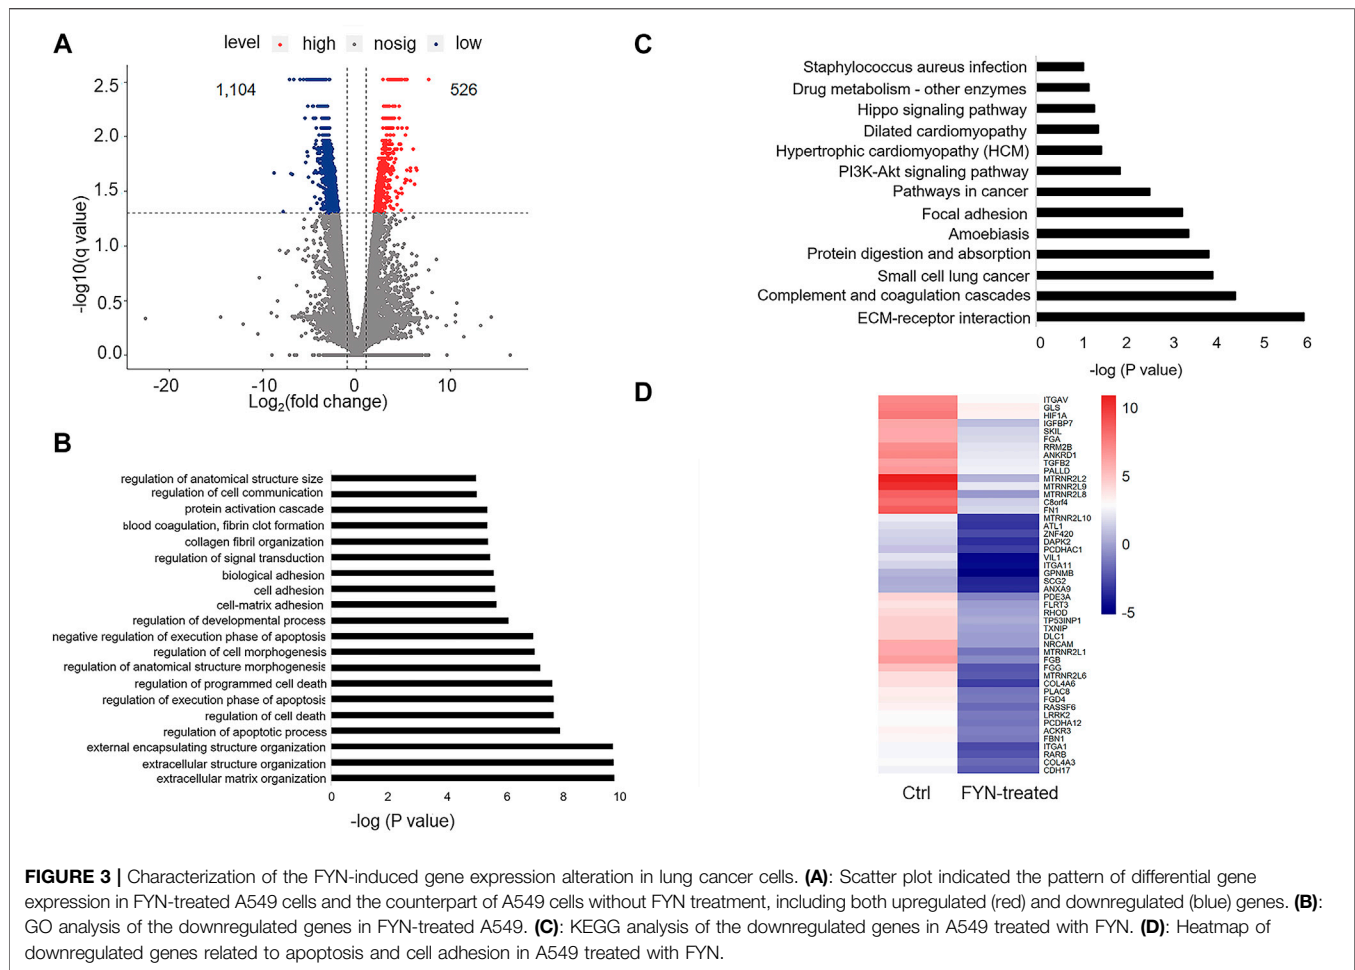 A
level high nosig low
1,104
526
2.5
2.0
1.5
1.0
0.5
0.0
-log10(q value)
-20 -10 0 10
Log2(fold change)
B
regulation of anatomical structure size
regulation of cell communication
protein activation cascade
blood coagulation, fibrin clot formation
collagen fibril organization
regulation of signal transduction
biological adhesion
cell adhesion
cell-matrix adhesion
regulation of developmental process
negative regulation of execution phase of apoptosis
regulation of cell morphogenesis
regulation of anatomical structure morphogenesis
regulation of programmed cell death
regulation of execution phase of apoptosis
regulation of cell death
regulation of apoptotic process
external encapsulating structure organization
extracellular structure organization
extracellular matrix organization
0 2 4 6 8 10
-log (P value)
C
Staphylococcus aureus infection
Drug metabolism - other enzymes
Hippo signaling pathway
Dilated cardiomyopathy
Hypertrophic cardiomyopathy (HCM)
PI3K-Akt signaling pathway
Pathways in cancer
Focal adhesion
Amoebiasis
Protein digestion and absorption
Small cell lung cancer
Complement and coagulation cascades
ECM-receptor interaction
0 1 2 3 4 5 6
-log (P value)
D
ITGAV
GLS
HIF1A
IGFBP7
SKIL
FGA
RRM2B
ANKRD1
TGFB2
PALLD
MTRNR2L2
MTRNR2L9
MTRNR2L8
C8orf4
FN1
MTRNR2L10
ATL1
ZNF420
DAPK2
PCDHAC1
VIL1
ITGA11
GPNMB
SCG2
ANXA9
PDE3A
FLRT3
RHOD
TP53INP1
TXNIP
DLC1
NRCAM
MTRNR2L1
FGB
FGG
MTRNR2L6
COL4A6
PLAC8
FGD4
RASSF6
LRRK2
PCDHA12
ACKR3
FBN1
ITGA1
RARB
COL4A3
CDH17
10
5
0
-5
Ctrl FYN-treated
FIGURE 3 | Characterization of the FYN-induced gene expression alteration in lung cancer cells. (A): Scatter plot indicated the pattern of differential gene
expression in FYN-treated A549 cells and the counterpart of A549 cells without FYN treatment, including both upregulated (red) and downregulated (blue) genes. (B):
GO analysis of the downregulated genes in FYN-treated A549. (C): KEGG analysis of the downregulated genes in A549 treated with FYN. (D): Heatmap of
downregulated genes related to apoptosis and cell adhesion in A549 treated with FYN.